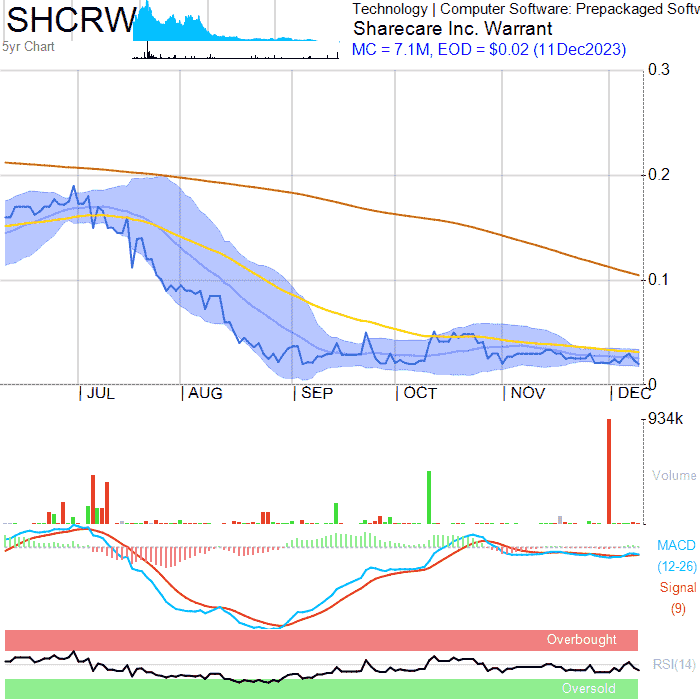 SHCRW
5yr Chart
Technology | Computer Software: Prepackaged Softw
Sharecare Inc. Warrant
MC = 7.1M, EOD = $0.02 (11Dec2023)
0.3
0.2
0.1
0
| JUL | AUG | SEP | OCT | NOV | DEC
934k
Volume
MACD
(12-26)
Signal
(9)
Overbought
RSI(14)
Oversold